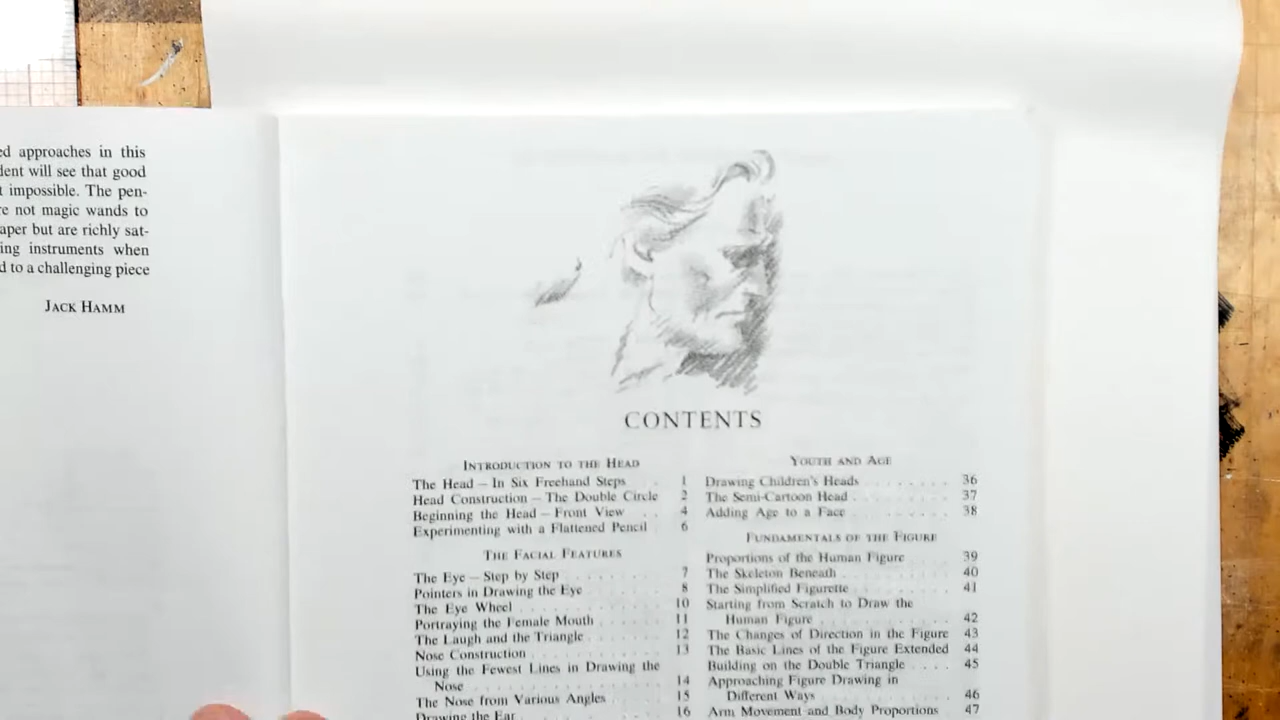 ed approaches in this
dent will see that good
t impossible. The pen-
re not magic wands to
aper but are richly sat-
ing instruments when
d to a challenging piece
JACK HAMM
CONTENTS
INTRODUCTION TO THE HEAD
The Head — In Six Freehand Steps 1
Head Construction — The Double Circle 2
Beginning the Head — Front View . . 4
Experimenting with a Flattened Pencil 6
THE FACIAL FEATURES
The Eye — Step by Step . . . . . . . 7
Pointers in Drawing the Eye . . . . . 8
The Eye Wheel . . . . . . . . . . 10
Portraying the Female Mouth . . . . 11
The Laugh and the Triangle . . . . . 12
Nose Construction . . . . . . . . . 13
Using the Fewest Lines in Drawing the
Nose . . . . . . . . . . . . . 14
The Nose from Various Angles . . . . 15
Drawing the Ear . . . . . . . . . . 16
YOUTH AND AGE
Drawing Children's Heads . . . . . . 36
The Semi-Cartoon Head . . . . . . . 37
Adding Age to a Face . . . . . . . 38
FUNDAMENTALS OF THE FIGURE
Proportions of the Human Figure . . . 39
The Skeleton Beneath . . . . . . . . 40
The Simplified Figurette . . . . . . . 41
Starting from Scratch to Draw the
Human Figure . . . . . . . . . . 42
The Changes of Direction in the Figure 43
The Basic Lines of the Figure Extended 44
Building on the Double Triangle . . . . 45
Approaching Figure Drawing in
Different Ways . . . . . . . . . . 46
Arm Movement and Body Proportions 47